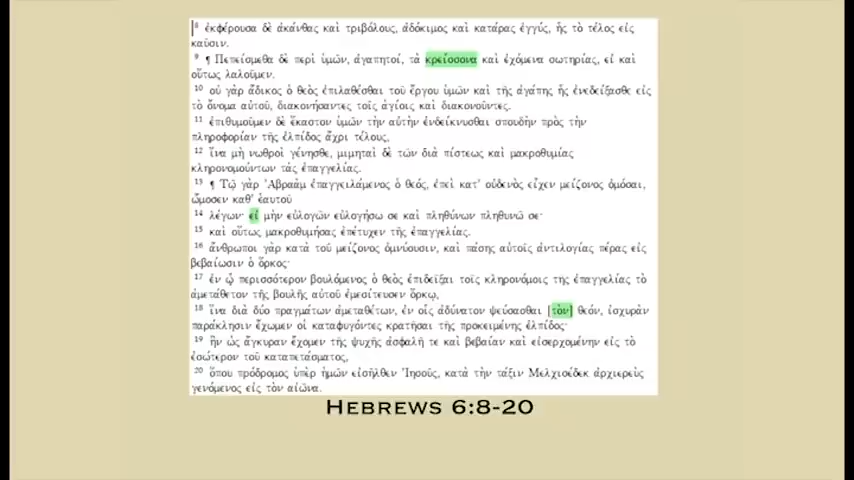 8 ἐκφέρουσα δὲ ἀκάνθας καὶ τριβόλους, ἀδόκιμος καὶ κατάρας ἐγγύς, ἧς τὸ τέλος εἰς
καῦσιν.
9 ¶ Πεπείσμεθα δὲ περὶ ὑμῶν, ἀγαπητοί, τὰ κρείσσονα καὶ ἐχόμενα σωτηρίας, εἰ καὶ
οὕτως λαλοῦμεν.
10 οὐ γὰρ ἄδικος ὁ θεὸς ἐπιλαθέσθαι τοῦ ἔργου ὑμῶν καὶ τῆς ἀγάπης ἧς ἐνεδείξασθε εἰς
τὸ ὄνομα αὐτοῦ, διακονήσαντες τοῖς ἁγίοις καὶ διακονοῦντες.
11 ἐπιθυμοῦμεν δὲ ἕκαστον ὑμῶν τὴν αὐτὴν ἐνδείκνυσθαι σπουδὴν πρὸς τὴν
πληροφορίαν τῆς ἐλπίδος ἄχρι τέλους,
12 ἵνα μὴ νωθροὶ γένησθε, μιμηταὶ δὲ τῶν διὰ πίστεως καὶ μακροθυμίας
κληρονομούντων τὰς ἐπαγγελίας.
13 ¶ Τῷ γὰρ Ἀβραὰμ ἐπαγγειλάμενος ὁ θεός, ἐπεὶ κατ’ οὐδενὸς εἶχεν μείζονος ὀμόσαι,
ὤμοσεν καθ’ ἑαυτοῦ
14 λέγων· εἰ μὴν εὐλογῶν εὐλογήσω σε καὶ πληθύνων πληθυνῶ σε·
15 καὶ οὕτως μακροθυμήσας ἐπέτυχεν τῆς ἐπαγγελίας.
16 ἄνθρωποι γὰρ κατὰ τοῦ μείζονος ὀμνύουσιν, καὶ πάσης αὐτοῖς ἀντιλογίας πέρας εἰς
βεβαίωσιν ὁ ὅρκος·
17 ἐν ᾧ περισσότερον βουλόμενος ὁ θεὸς ἐπιδεῖξαι τοῖς κληρονόμοις τῆς ἐπαγγελίας τὸ
ἀμετάθετον τῆς βουλῆς αὐτοῦ ἐμεσίτευσεν ὅρκῳ,
18 ἵνα διὰ δύο πραγμάτων ἀμεταθέτων, ἐν οἷς ἀδύνατον ψεύσασθαι [τὸν] θεόν, ἰσχυρὰν
παράκλησιν ἔχωμεν οἱ καταφυγόντες κρατῆσαι τῆς προκειμένης ἐλπίδος·
19 ἣν ὡς ἄγκυραν ἔχομεν τῆς ψυχῆς ἀσφαλῆ τε καὶ βεβαίαν καὶ εἰσερχομένην εἰς τὸ
ἐσώτερον τοῦ καταπετάσματος,
20 ὅπου πρόδρομος ὑπὲρ ἡμῶν εἰσῆλθεν Ἰησοῦς, κατὰ τὴν τάξιν Μελχισέδεκ ἀρχιερεὺς
γενόμενος εἰς τὸν αἰῶνα.
HEBREWS 6:8-20